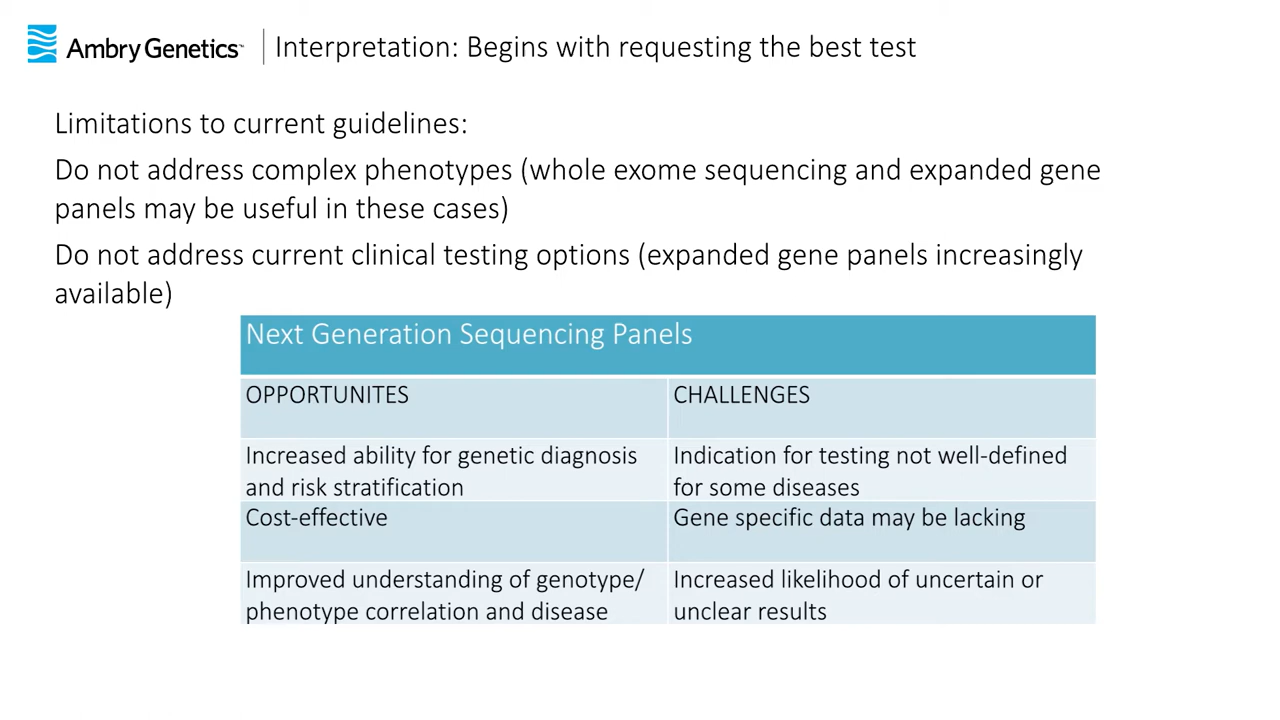 Ambry Genetics™ Interpretation: Begins with requesting the best test
Limitations to current guidelines:
Do not address complex phenotypes (whole exome sequencing and expanded gene
panels may be useful in these cases)
Do not address current clinical testing options (expanded gene panels increasingly
available)
Next Generation Sequencing Panels
OPPORTUNITES CHALLENGES
Increased ability for genetic diagnosis Indication for testing not well-defined
and risk stratification for some diseases
Cost-effective Gene specific data may be lacking
Improved understanding of genotype/ Increased likelihood of uncertain or
phenotype correlation and disease unclear results